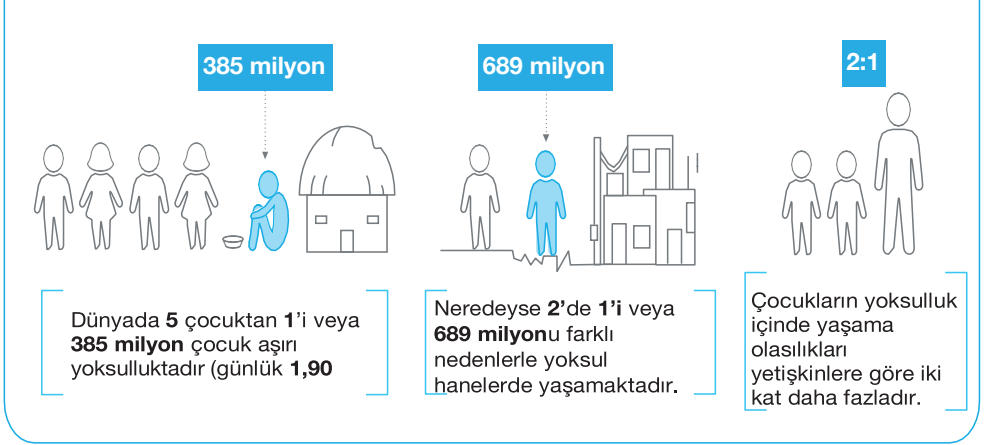 385 milyon
689 milyon
2:1
Dünyada 5 çocuktan 1'i veya
385 milyon çocuk aşırı
yoksulluktadır (günlük 1,90
Neredeyse 2'de 1'i veya
689 milyonu farklı
nedenlerle yoksul
hanelerde yaşamaktadır.
Çocukların yoksulluk
içinde yaşama
olasılıkları
yetişkinlere göre iki
kat daha fazladır.